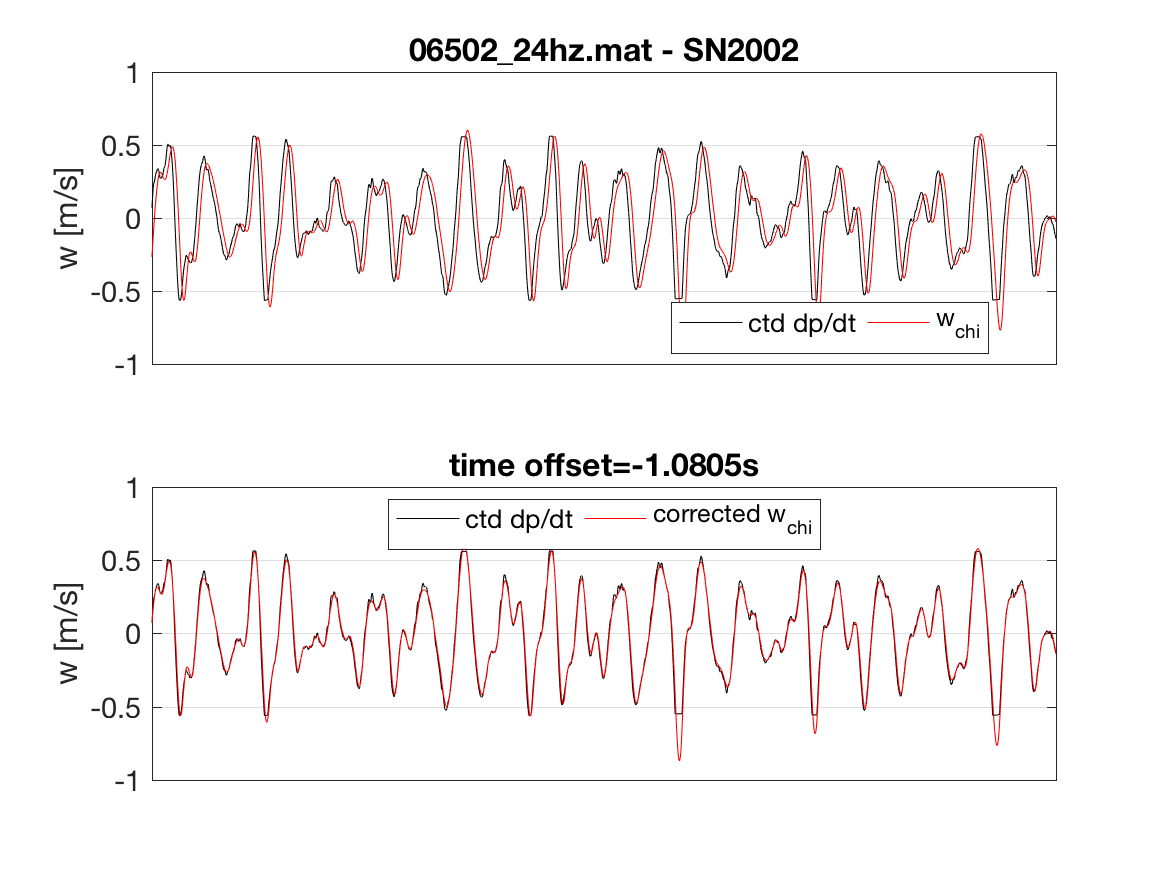 06502_24hz.mat - SN2002
1
0.5
0
-0.5
-1
w [m/s]
ctd dp/dt
w_chi
time offset=-1.0805s
1
0.5
0
-0.5
-1
w [m/s]
ctd dp/dt
corrected w_chi